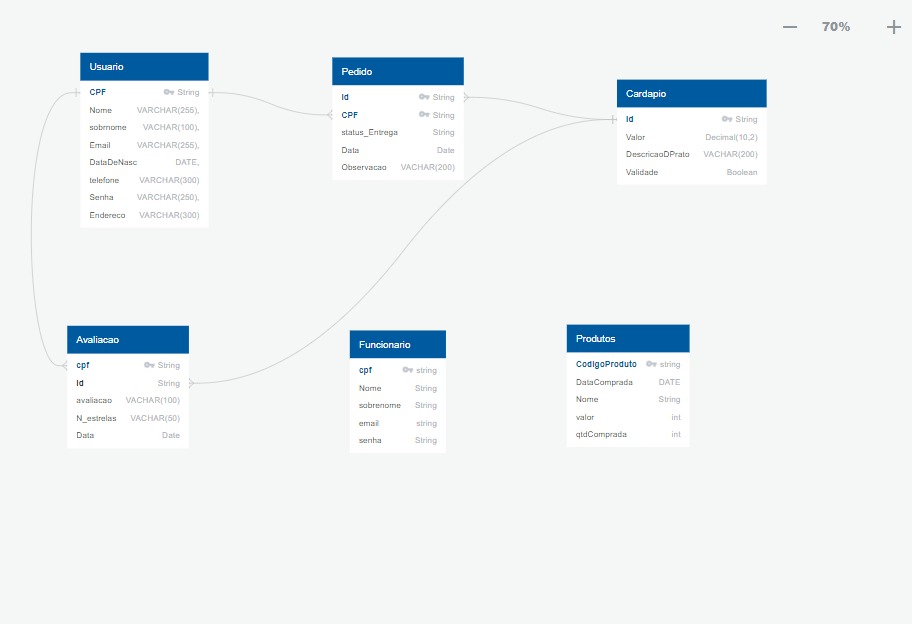 70%
Usuario
CPF String
Nome VARCHAR(255),
sobrnome VACHAR(100),
Email VARCHAR(255),
DataDeNasc DATE,
telefone VARCHAR(300)
Senha VARCHAR(250),
Endereco VARCHAR(300)
Pedido
Id String
CPF String
status_Entrega String
Data Date
Observacao VACHAR(200)
Cardapio
Id String
Valor Decimal(10,2)
DescricaoDPrato VACHAR(200)
Validade Boolean
Avaliacao
cpf String
Id String
avaliacao VACHAR(100)
N_estrelas VACHAR(50)
Data Date
Funcionario
cpf string
Nome String
sobrenome String
email string
senha String
Produtos
CodigoProduto string
DataComprada DATE
Nome String
valor int
qtdComprada int